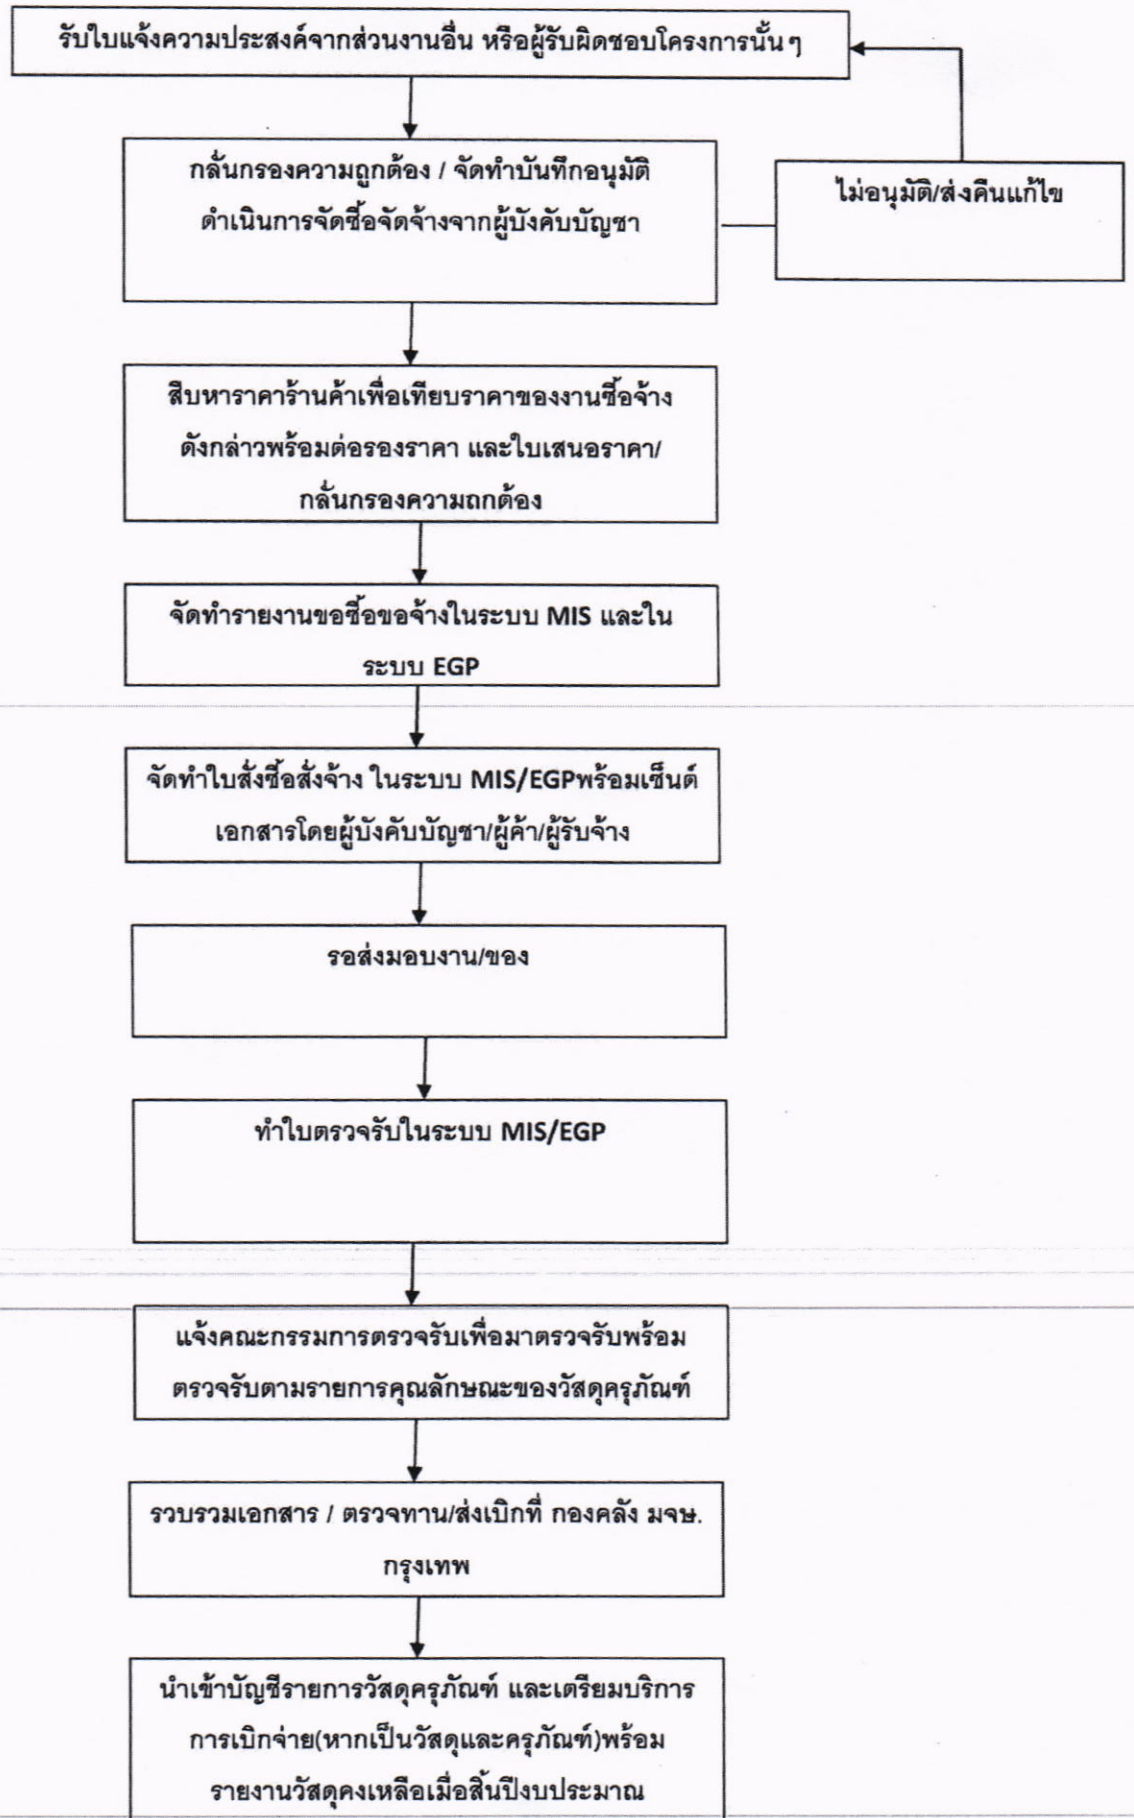 รับใบแจ้งความประสงค์จากส่วนงานอื่น หรือผู้รับผิดชอบโครงการนั้น ๆ
กลั่นกรองความถูกต้อง / จัดทำบันทึกอนุมัติ
ดำเนินการจัดซื้อจัดจ้างจากผู้บังคับบัญชา
ไม่อนุมัติ/ส่งคืนแก้ไข
สืบหาราคาร้านค้าเพื่อเทียบราคาของงานซื้อจ้าง
ดังกล่าวพร้อมต่อรองราคา และใบเสนอราคา/
กลั่นกรองความถกต้อง
จัดทำรายงานขอซื้อขอจ้างในระบบ MIS และใน
ระบบ EGP
จัดทำใบสั่งซื้อสั่งจ้าง ในระบบ MIS/EGPพร้อมเซ็นต์
เอกสารโดยผู้บังคับบัญชา/ผู้ค้า/ผู้รับจ้าง
รอส่งมอบงาน/ของ
ทำใบตรวจรับในระบบ MIS/EGP
แจ้งคณะกรรมการตรวจรับเพื่อมาตรวจรับพร้อม
ตรวจรับตามรายการคุณลักษณะของวัสดุครุภัณฑ์
รวบรวมเอกสาร / ตรวจทาน/ส่งเบิกที่ กองคลัง มจษ.
กรุงเทพ
นำเข้าบัญชีรายการวัสดุครุภัณฑ์ และเตรียมบริการ
การเบิกจ่าย(หากเป็นวัสดุและครุภัณฑ์)พร้อม
รายงานวัสดุคงเหลือเมื่อสิ้นปีงบประมาณ